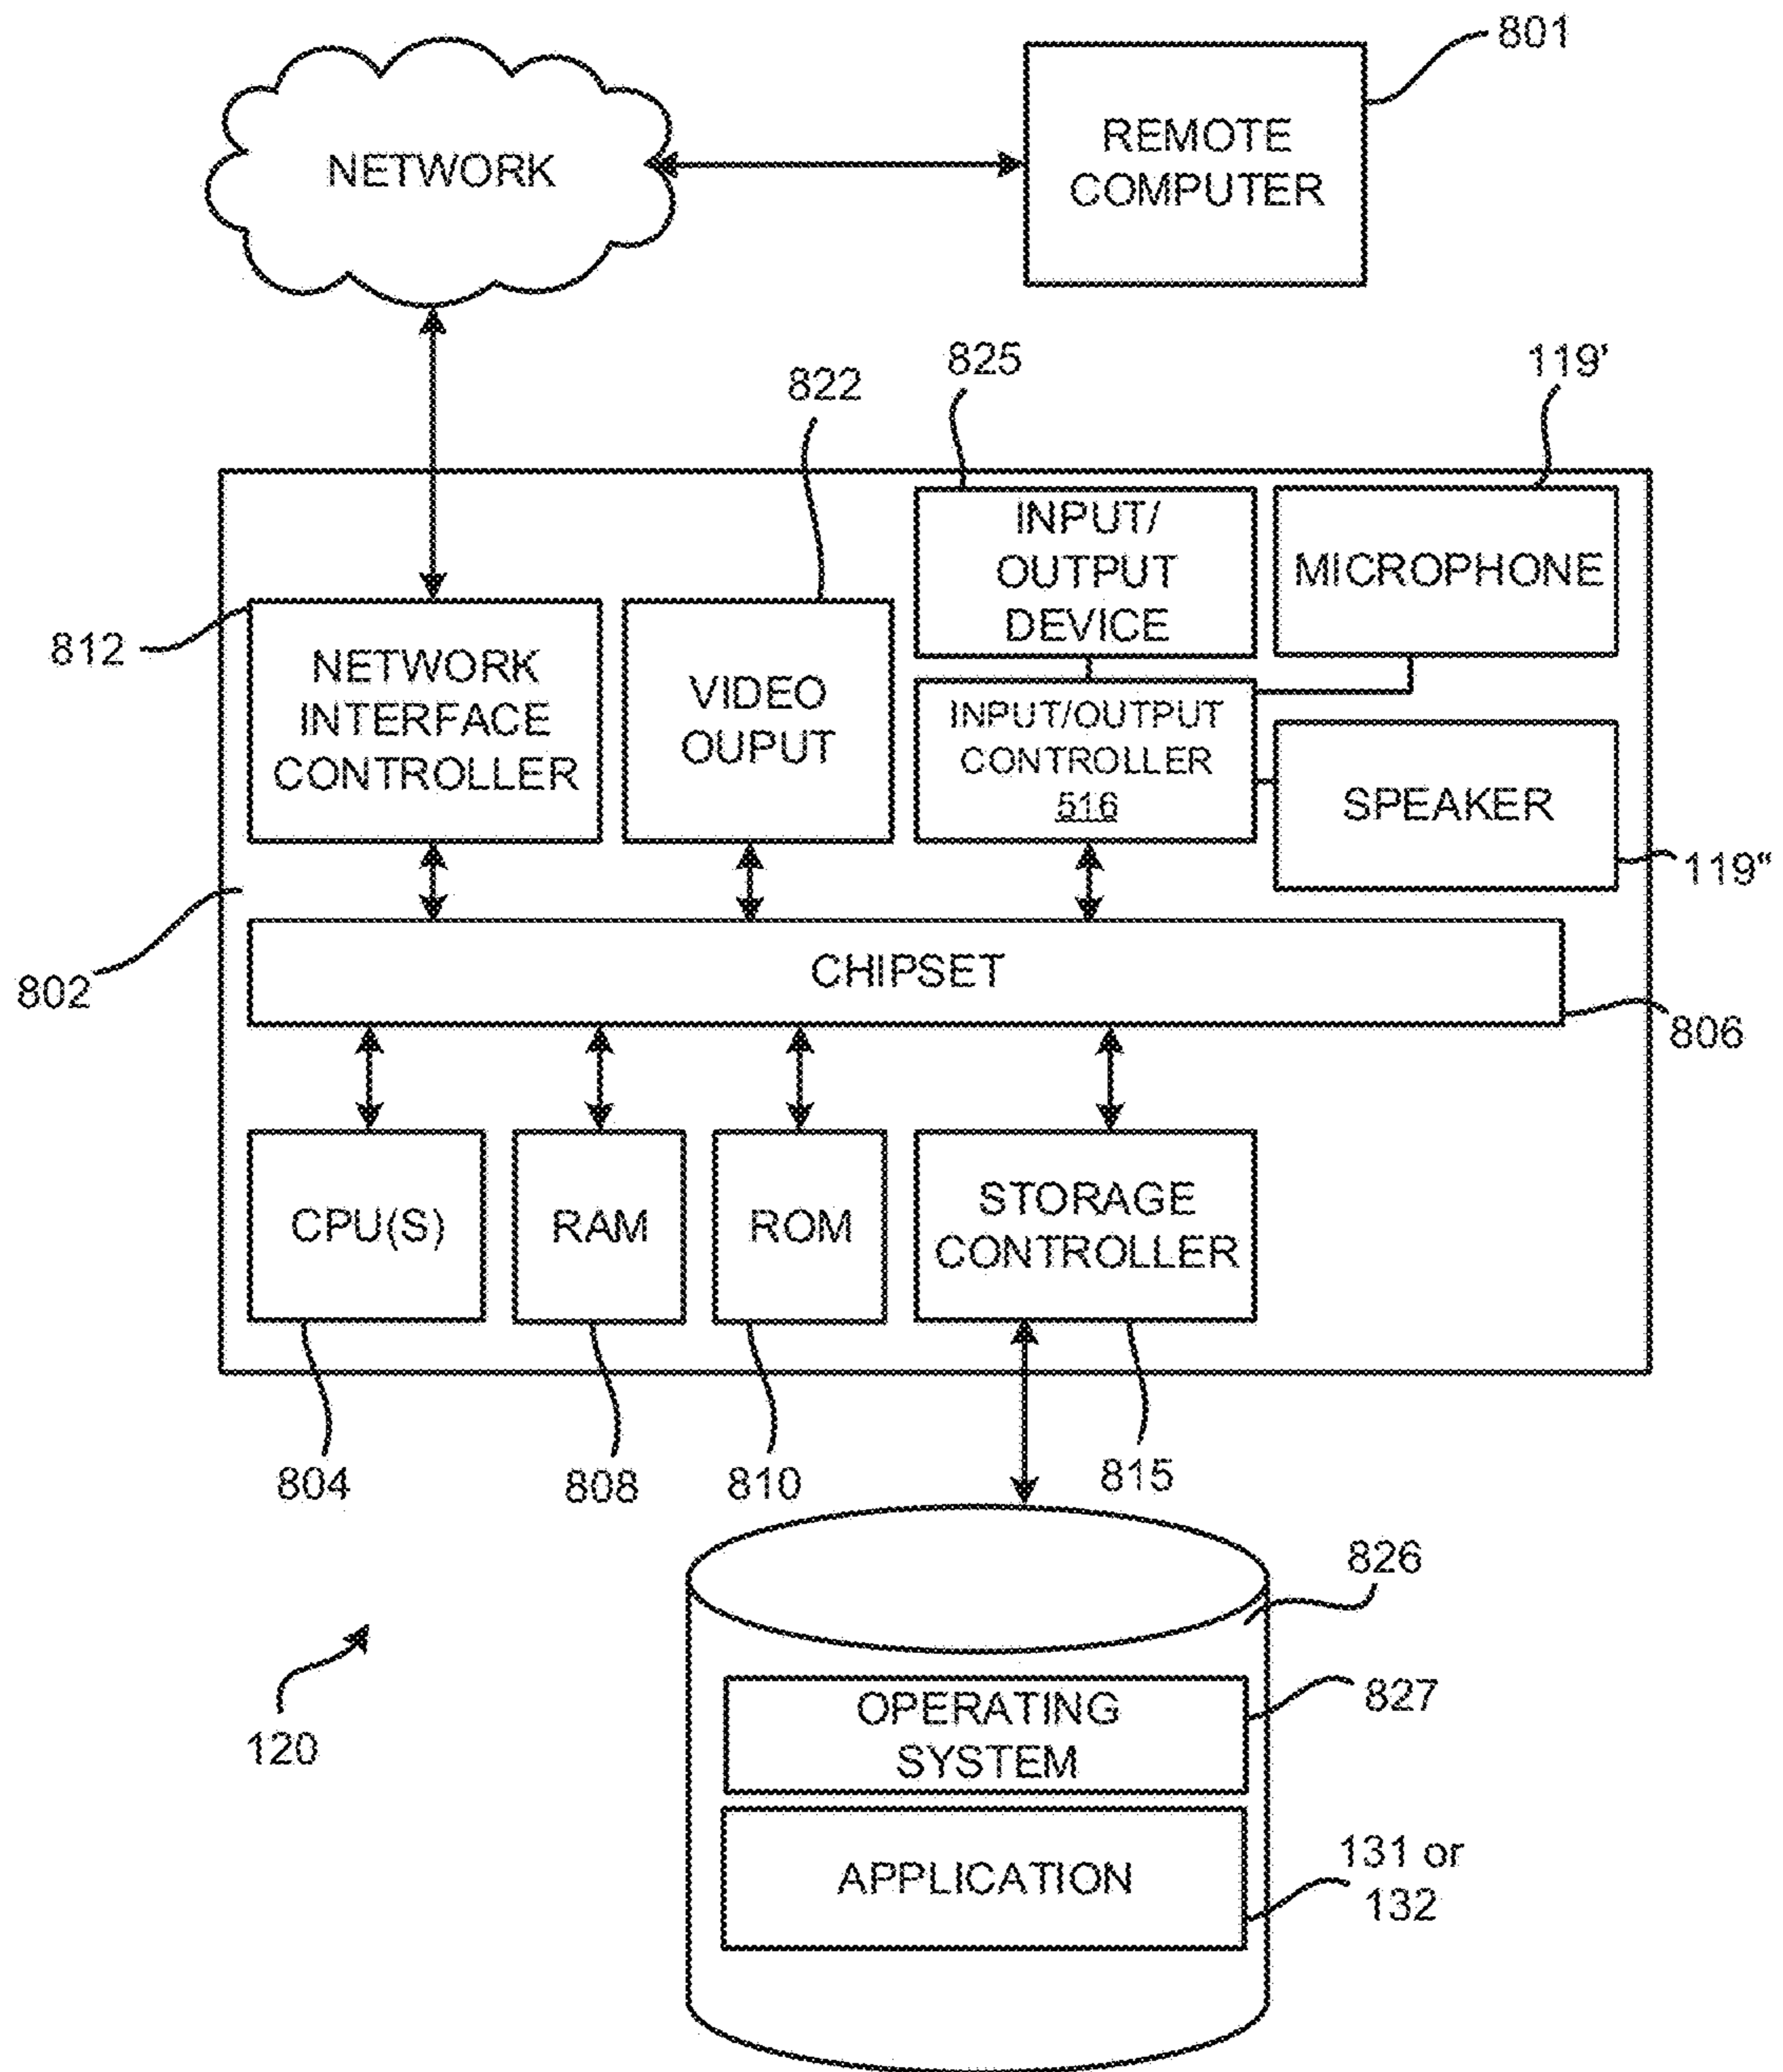 801
NETWORK
REMOTE
COMPUTER
825
119'
822
INPUT/
OUTPUT
DEVICE
MICROPHONE
812
NETWORK
INTERFACE
CONTROLLER
VIDEO
OUPUT
INPUT/OUTPUT
CONTROLLER
516
SPEAKER
119"
802
CHIPSET
806
CPU(S)
RAM
ROM
STORAGE
CONTROLLER
804
808
810
815
826
OPERATING
SYSTEM
827
120
APPLICATION
131 or
132